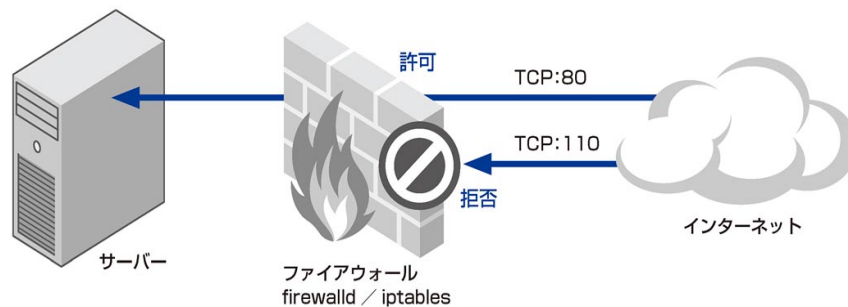 許可
TCP:80
TCP:110
拒否
インターネット
サーバー
ファイアウォール
firewalld / iptables